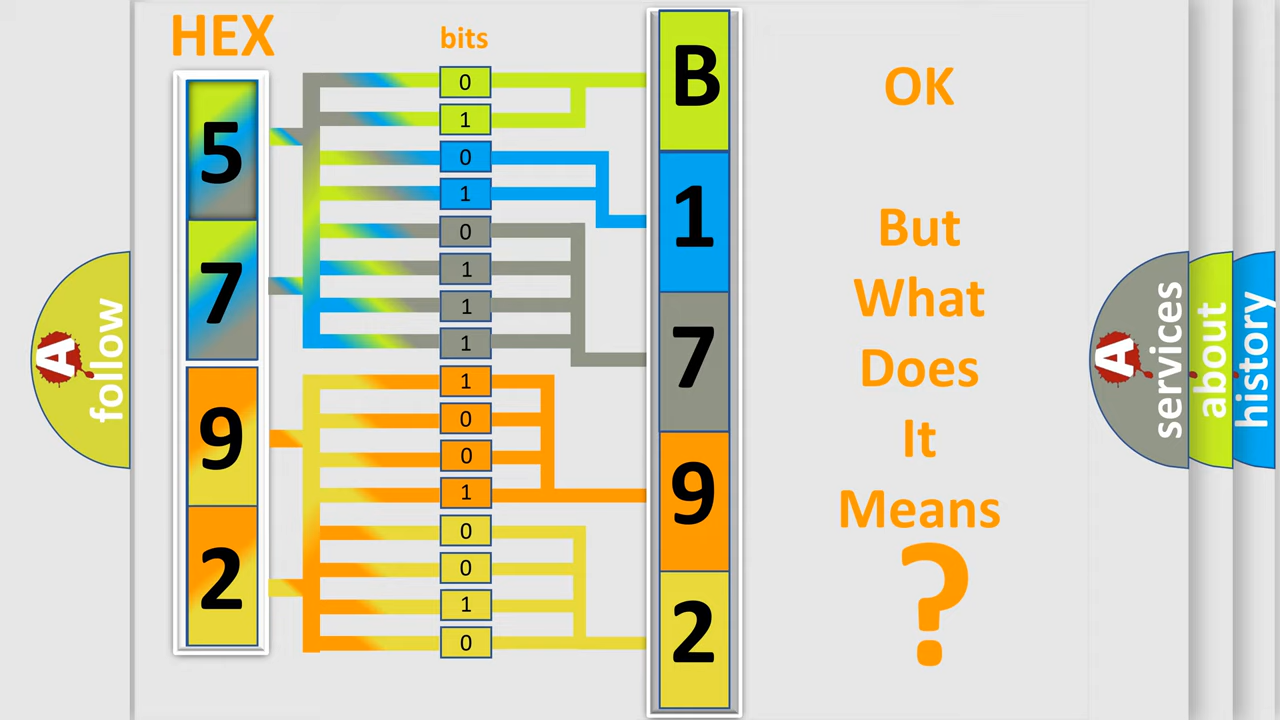 HEX
bits
5
7
9
2
0
1
0
1
0
1
1
1
1
0
0
1
0
0
1
0
B
1
7
9
2
OK
But
What
Does
It
Means
?
A
follow
A
services
about
history